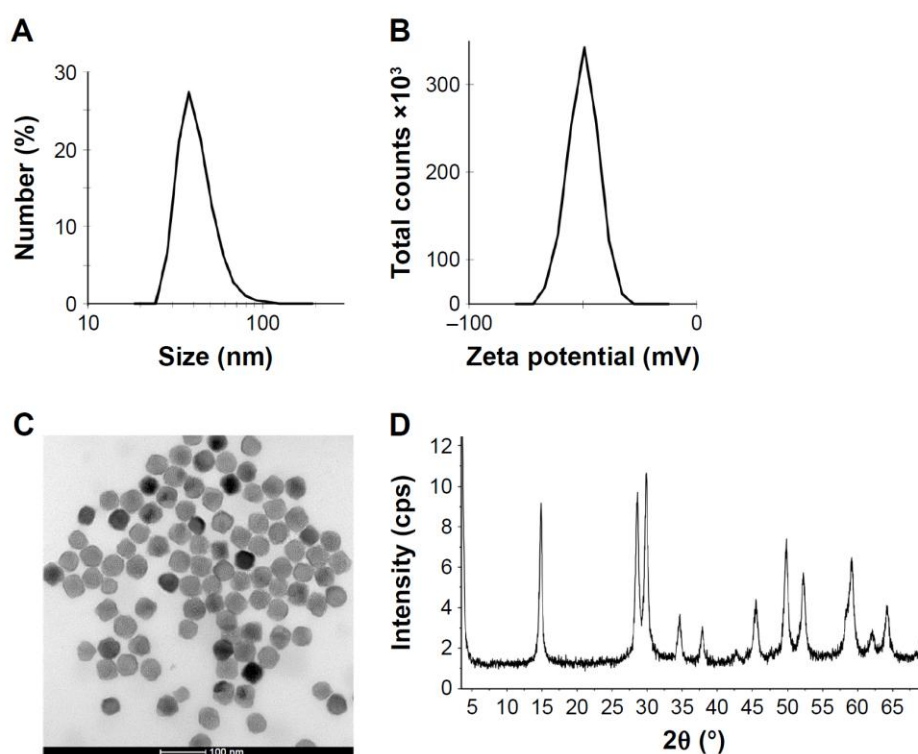 A
Number (%)
30
20
10
0
10
100
Size (nm)
B
Total counts ×10³
300
200
100
0
–100
0
Zeta potential (mV)
C
100 nm
D
Intensity (cps)
12
10
8
6
4
2
0
5 10 15 20 25 30 35 40 45 50 55 60 65
2θ (°)